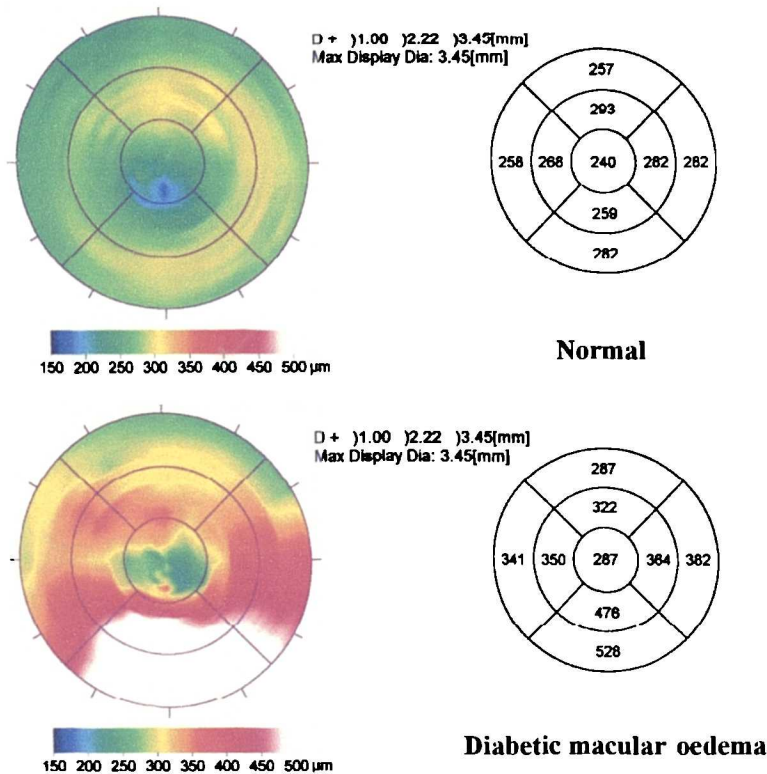 D + )1.00 )2.22 )3.45[mm]
Max Display Dia: 3.45[mm]
257
293
258 268 240 282 282
259
282
150 200 250 300 350 400 450 500 µm
Normal
D + )1.00 )2.22 )3.45[mm]
Max Display Dia: 3.45[mm]
287
322
341 350 287 364 382
476
528
150 200 250 300 350 400 450 500 µm
Diabetic macular oedema